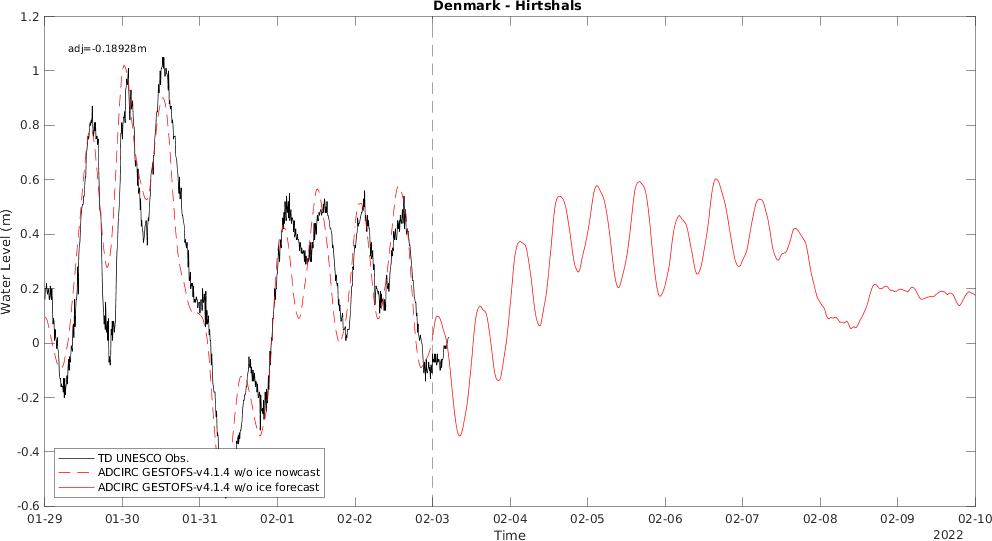 Denmark - Hirtshals
1.2
adj=-0.18928m
1
0.8
0.6
0.4
0.2
0
-0.2
-0.4
-0.6
Water Level (m)
TD UNESCO Obs.
ADCIRC GESTOFS-v4.1.4 w/o ice nowcast
ADCIRC GESTOFS-v4.1.4 w/o ice forecast
01-29 01-30 01-31 02-01 02-02 02-03 02-04 02-05 02-06 02-07 02-08 02-09 02-10
Time
2022